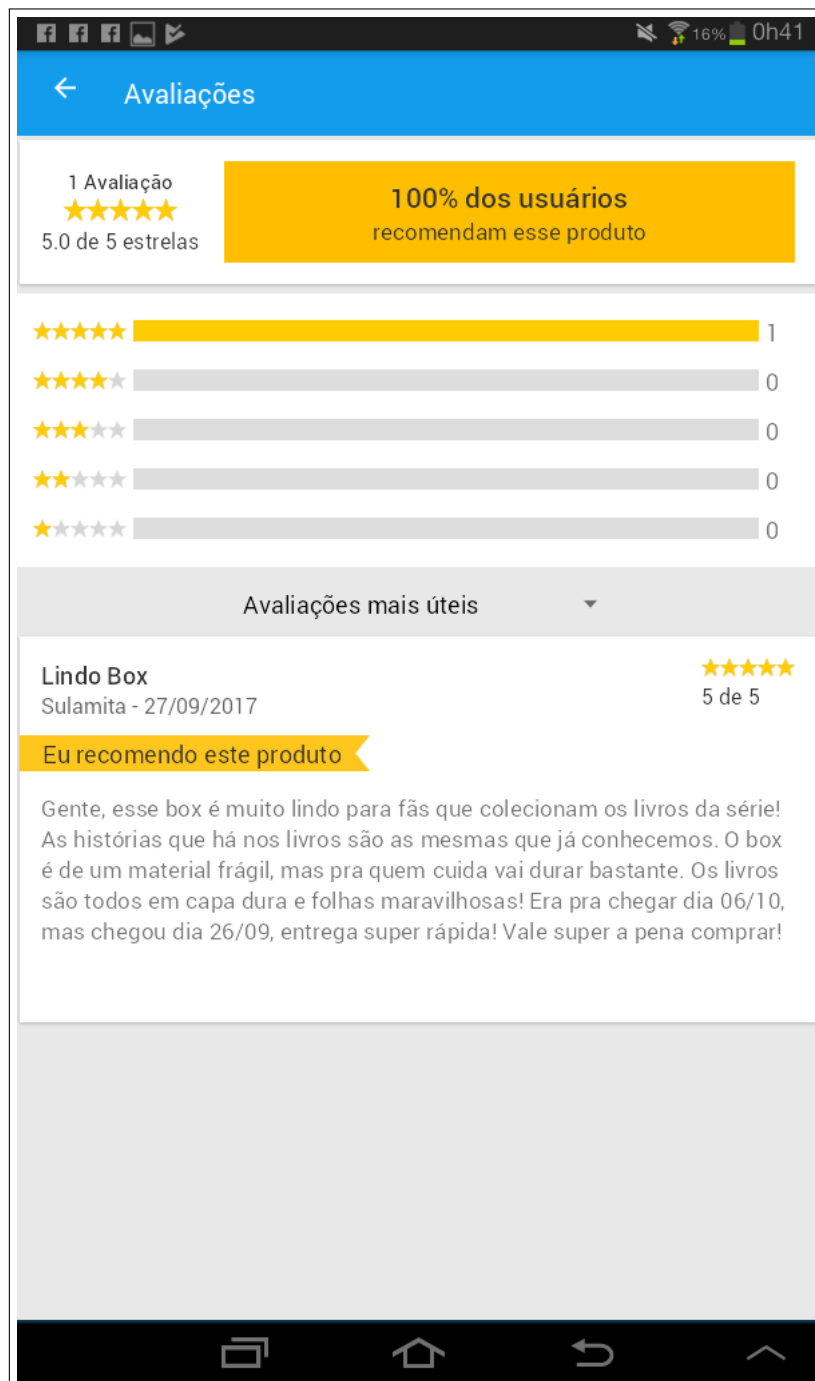 16% 0h41
Avaliações
1 Avaliação
5.0 de 5 estrelas
100% dos usuários
recomendam esse produto
1
0
0
0
0
Avaliações mais úteis
Lindo Box
Sulamita - 27/09/2017
5 de 5
Eu recomendo este produto
Gente, esse box é muito lindo para fãs que colecionam os livros da série!
As histórias que há nos livros são as mesmas que já conhecemos. O box
é de um material frágil, mas pra quem cuida vai durar bastante. Os livros
são todos em capa dura e folhas maravilhosas! Era pra chegar dia 06/10,
mas chegou dia 26/09, entrega super rápida! Vale super a pena comprar!